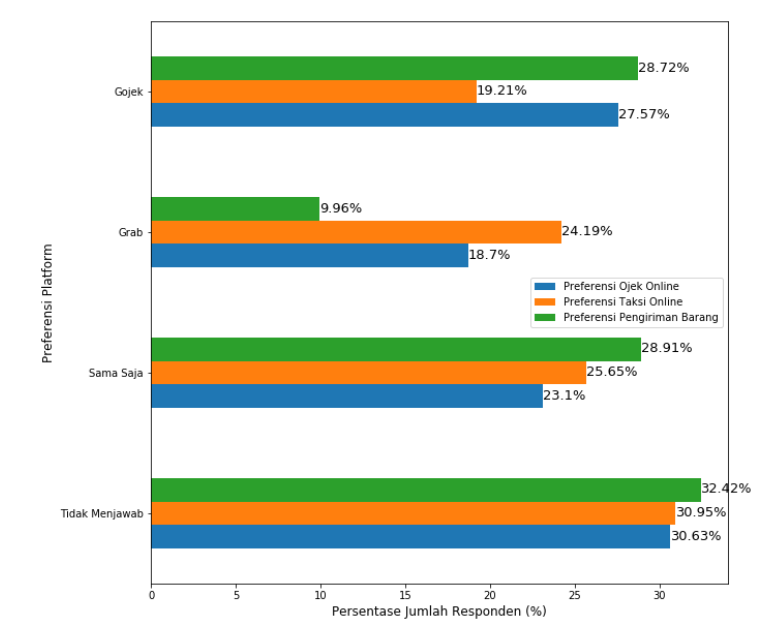 28.72%
Gojek
19.21%
27.57%
9.96%
Grab
24.19%
18.7%
Preferensi Platform
Preferensi Ojek Online
Preferensi Taksi Online
Preferensi Pengiriman Barang
28.91%
Sama Saja
25.65%
23.1%
32.42%
Tidak Menjawab
30.95%
30.63%
0 5 10 15 20 25 30
Persentase Jumlah Responden (%)